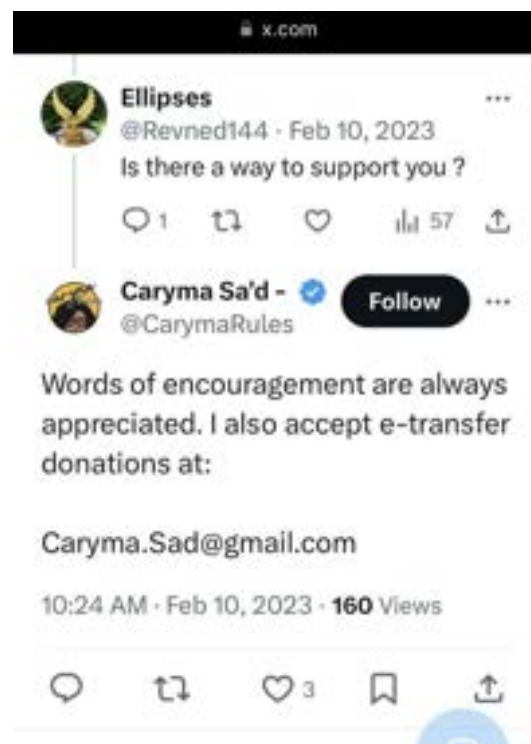 x.com
Ellipses
@Revned144 · Feb 10, 2023
Is there a way to support you ?
1 57
Caryma Sa'd -
@CarymaRules
Follow
Words of encouragement are always
appreciated. I also accept e-transfer
donations at:
Caryma.Sad@gmail.com
10:24 AM · Feb 10, 2023 · 160 Views
3